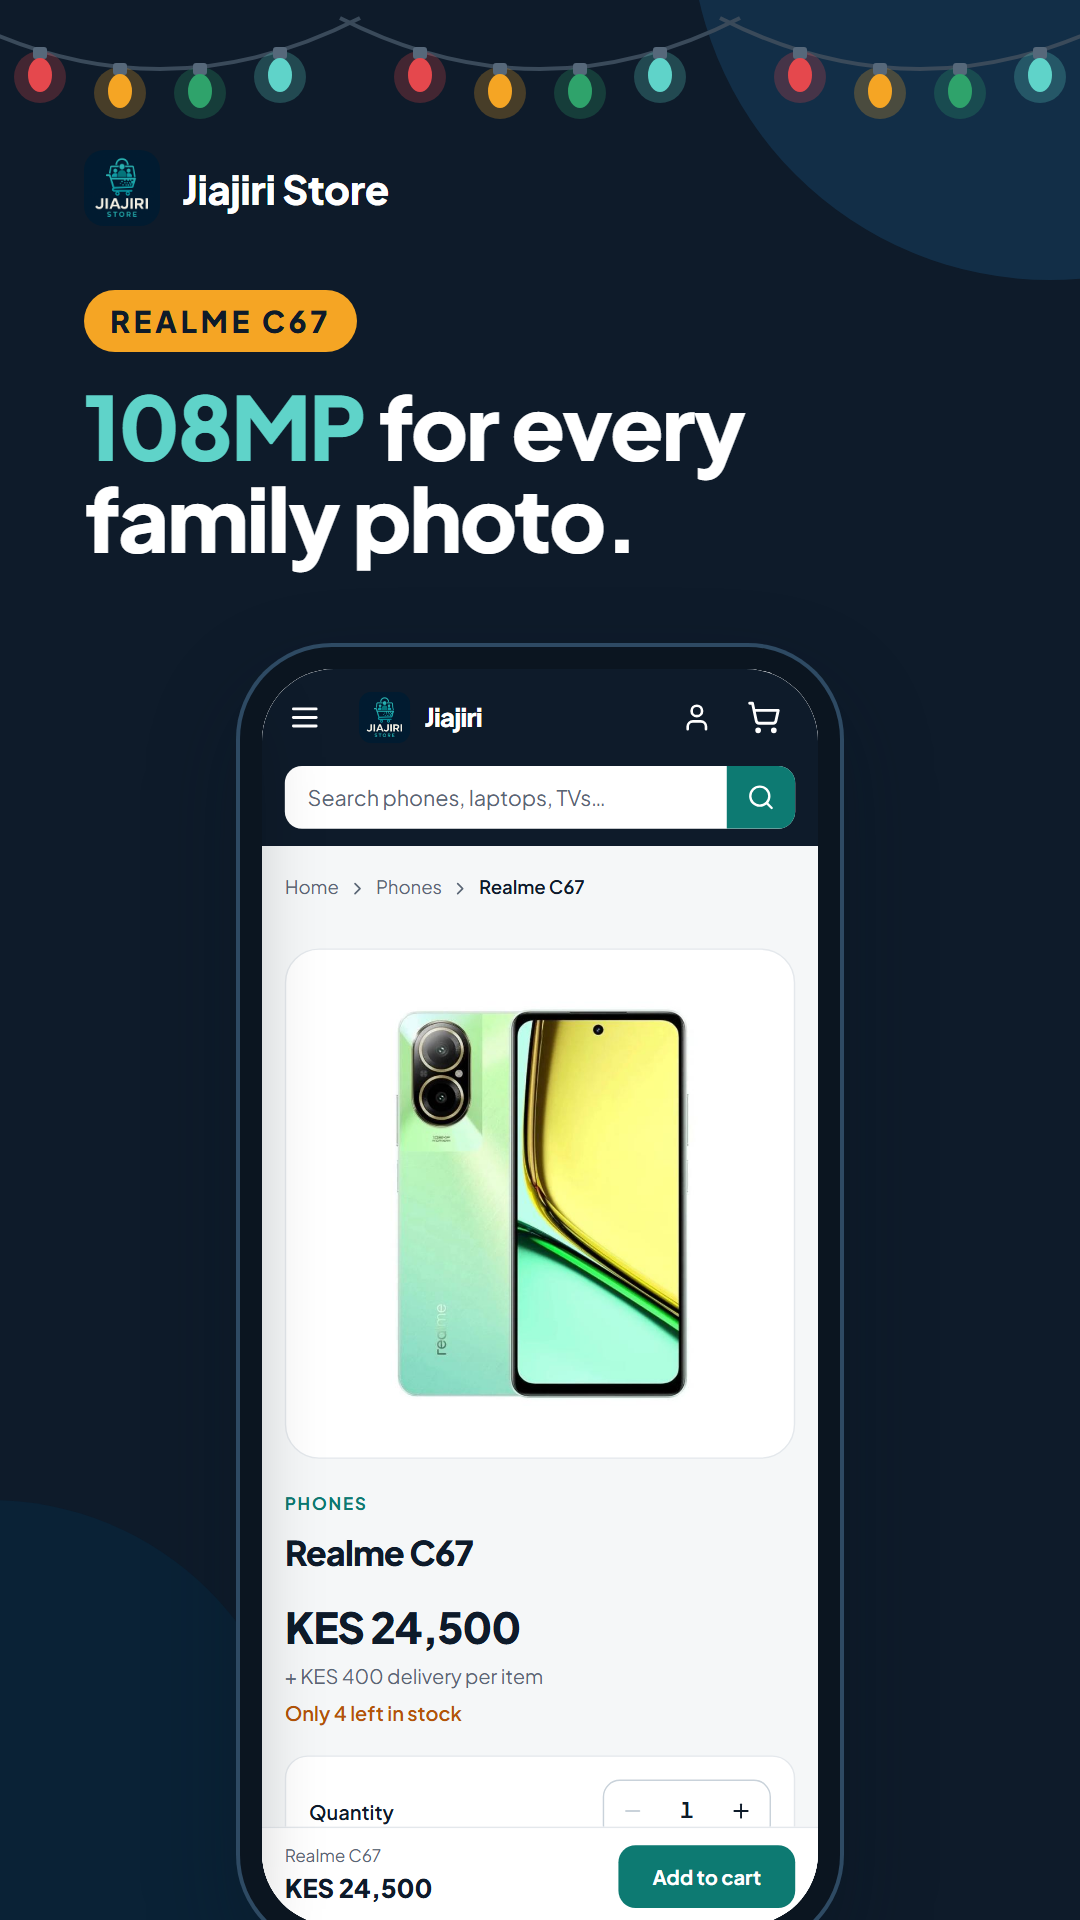 JIAJIRI
STORE
Jiajiri Store
REALME C67
108MP for every
family photo.
JIAJIRI
STORE
Jiajiri
Search phones, laptops, TVs...
Home > Phones > Realme C67
realme
PHONES
Realme C67
KES 24,500
+ KES 400 delivery per item
Only 4 left in stock
Quantity
− 1 +
Realme C67
KES 24,500
Add to cart